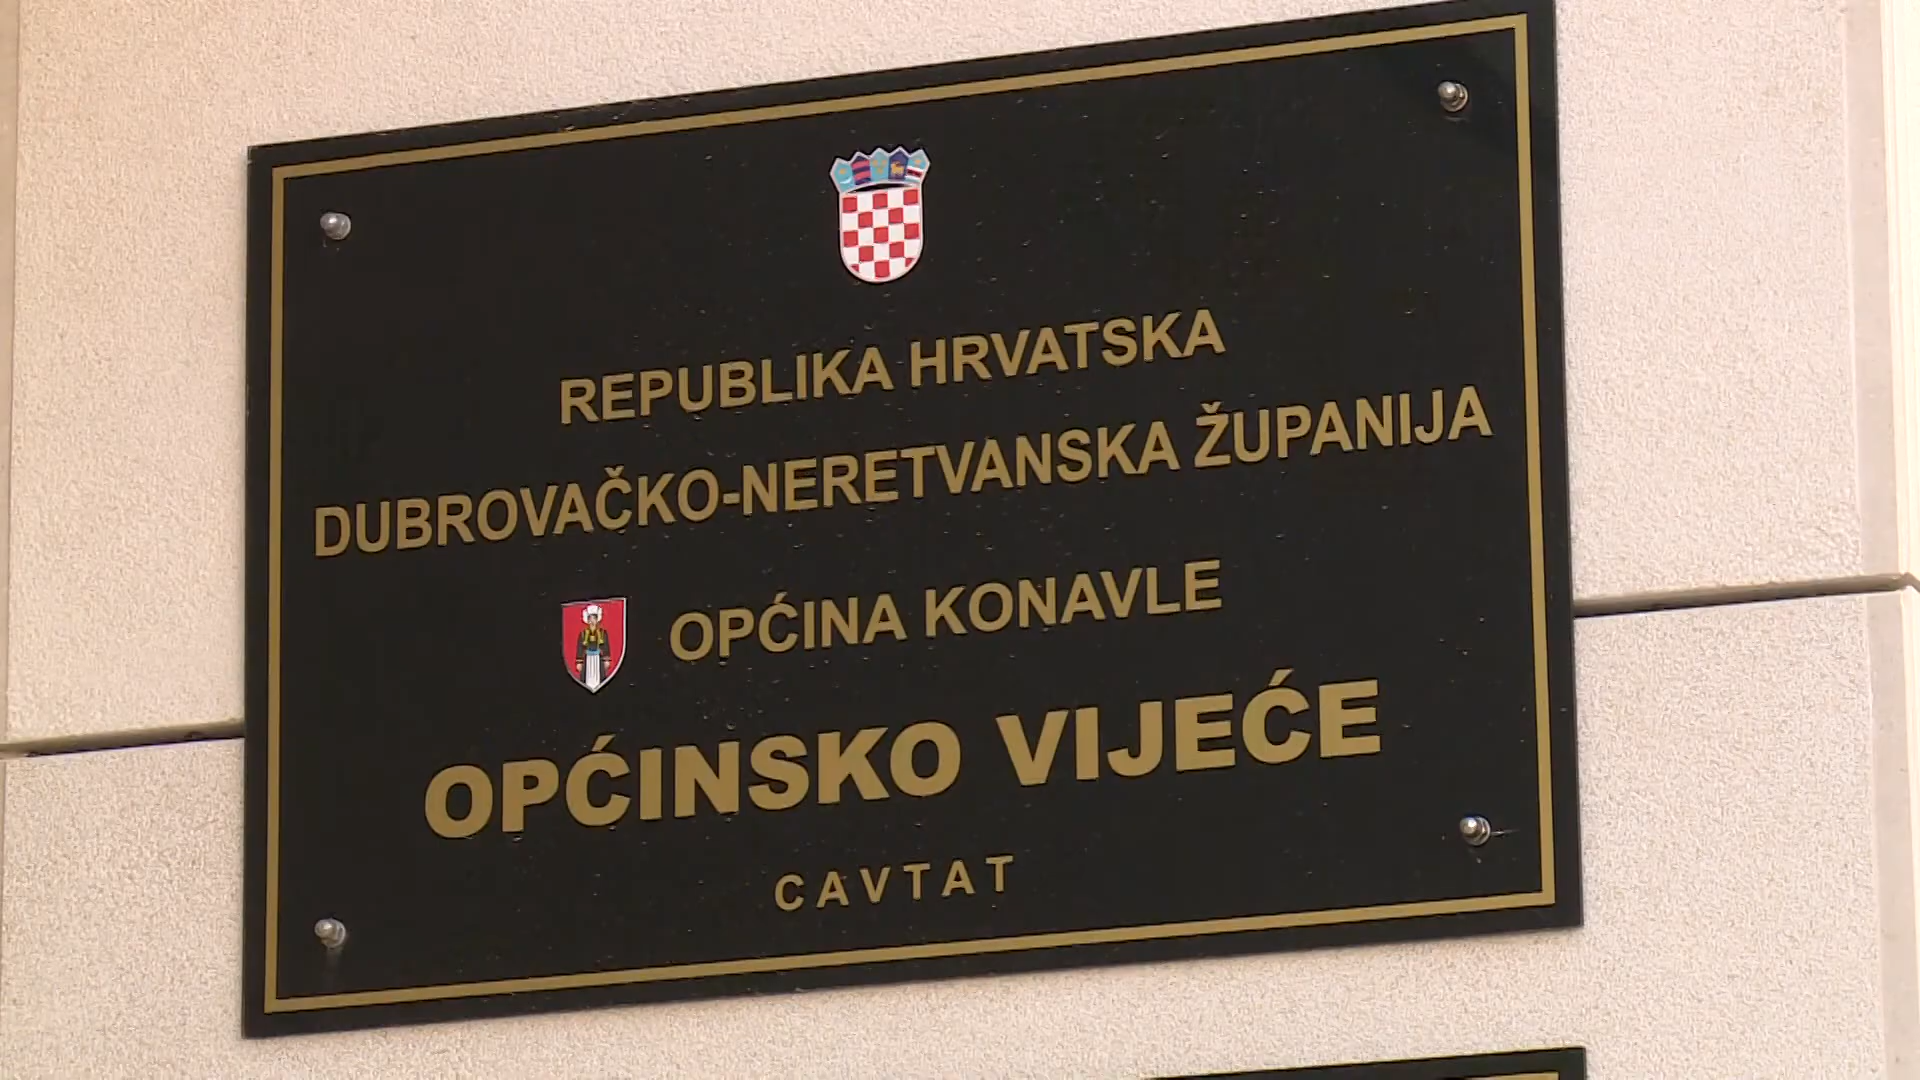 REPUBLIKA HRVATSKA
DUBROVAČKO-NERETVANSKA ŽUPANIJA
OPĆINA KONAVLE
OPĆINSKO VIJEĆE
CAVTAT